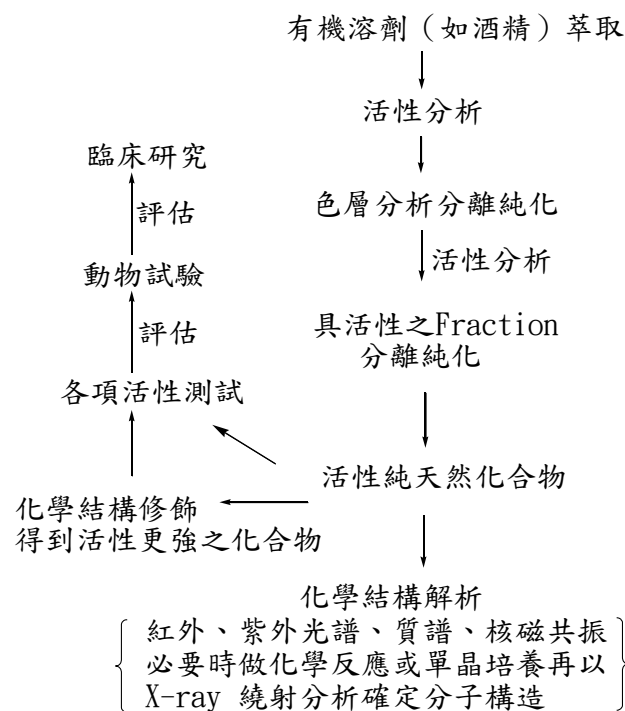 有機溶劑（如酒精）萃取
活性分析
色層分析分離純化
活性分析
具活性之Fraction
分離純化
活性純天然化合物
化學結構修飾
得到活性更強之化合物
各項活性測試
評估
動物試驗
評估
臨床研究
化學結構解析
紅外、紫外光譜、質譜、核磁共振
必要時做化學反應或單晶培養再以
X-ray 繞射分析確定分子構造